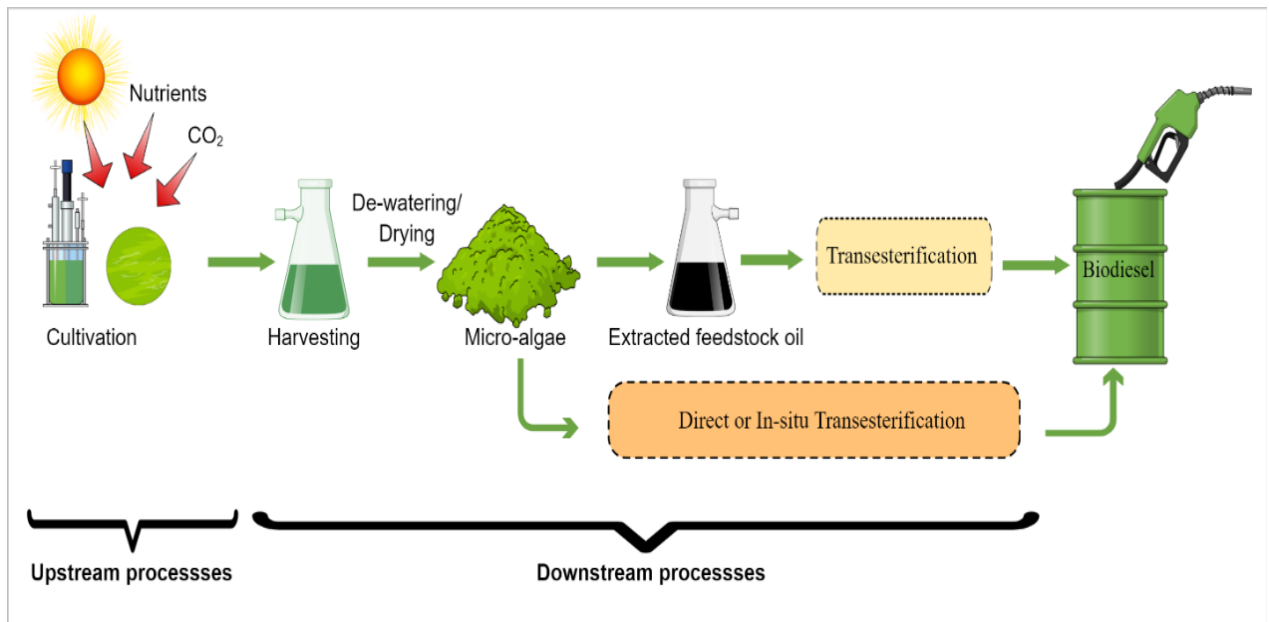 Nutrients
CO₂
De-watering/
Drying
Transesterification
Biodiesel
Cultivation
Harvesting
Micro-algae
Extracted feedstock oil
Direct or In-situ Transesterification
Upstream processses
Downstream processses